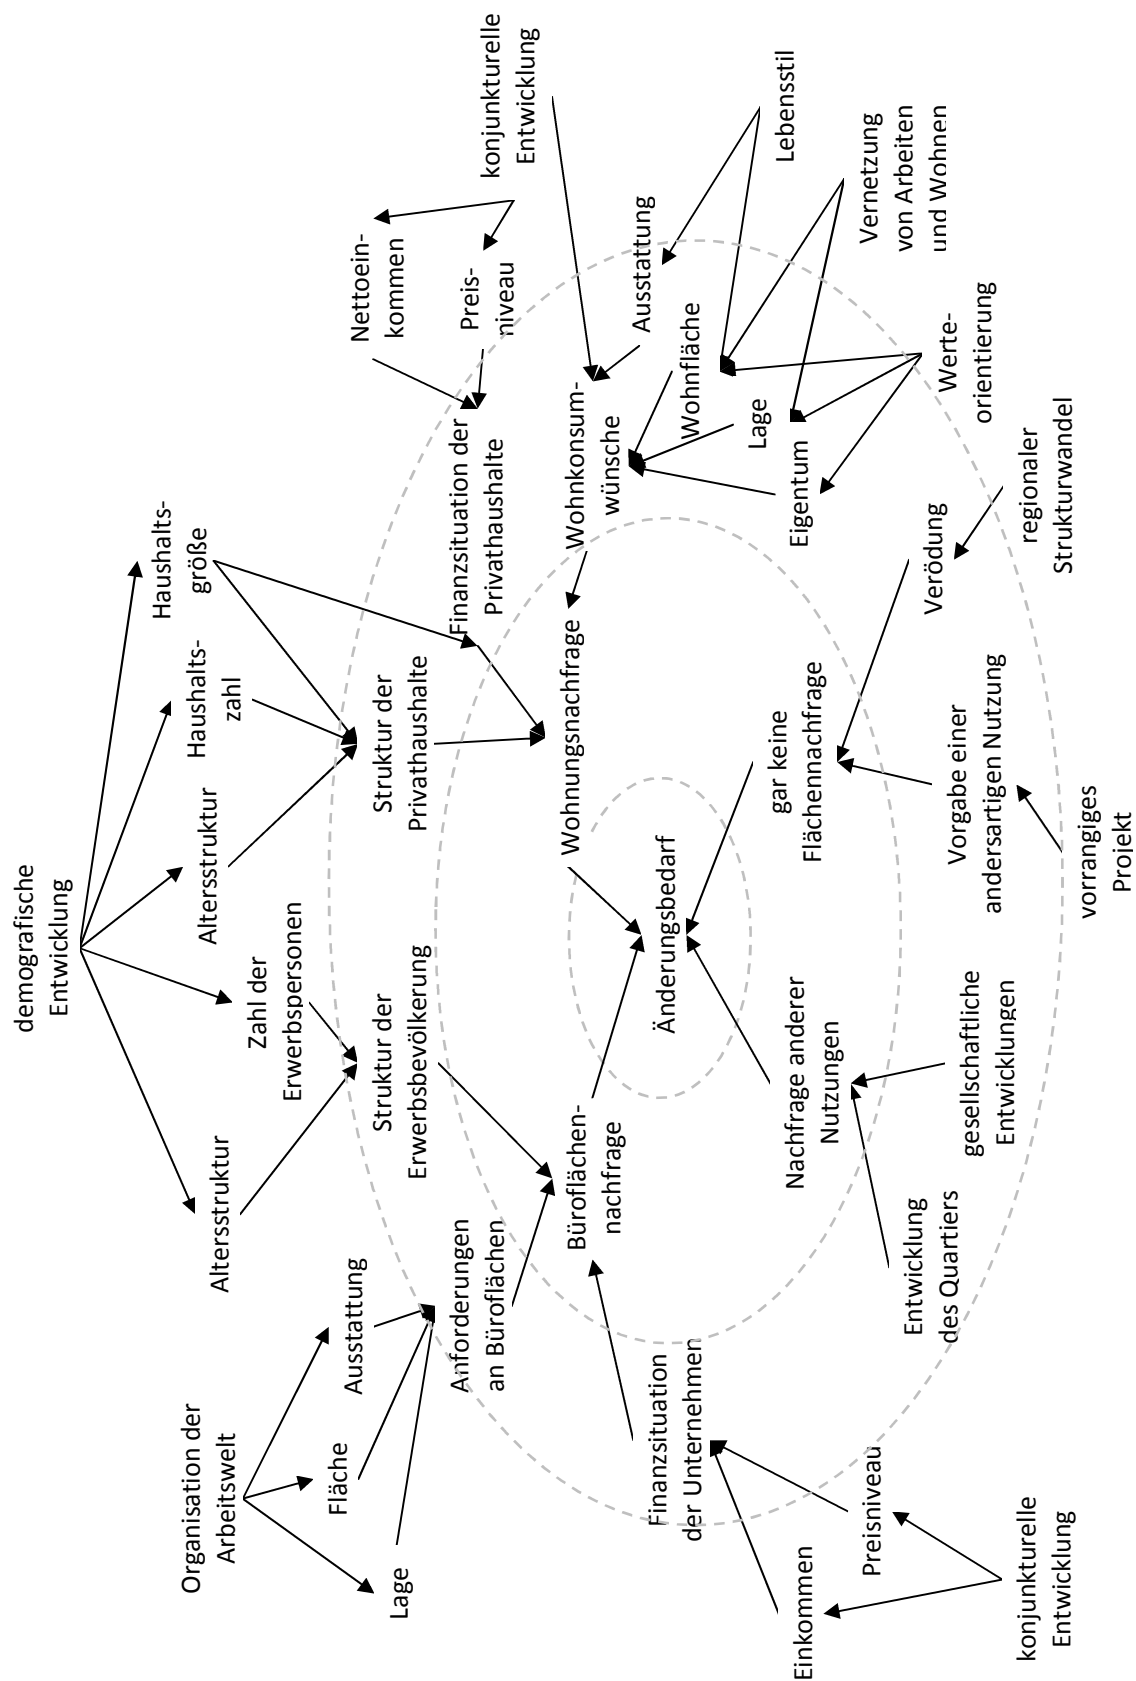 demografische
Entwicklung
Organisation der
Arbeitswelt
Altersstruktur
Zahl der
Erwerbspersonen
Altersstruktur
Haushalts-
zahl
Haushalts-
größe
Lage
Fläche
Ausstattung
Struktur der
Erwerbsbevölkerung
Struktur der
Privathaushalte
Nettoein-
kommen
Anforderungen
an Büroflächen
Finanzsituation der
Privathaushalte
Preis-
niveau
konjunkturelle
Entwicklung
Büroflächen-
nachfrage
Wohnungsnachfrage
Wohnkonsum-
wünsche
Ausstattung
Finanzsituation
der Unternehmen
Änderungsbedarf
Wohnfläche
Lage
Eigentum
Lebensstil
Einkommen
Preisniveau
Nachfrage anderer
Nutzungen
gar keine
Flächennachfrage
Vernetzung
von Arbeiten
und Wohnen
Entwicklung
des Quartiers
gesellschaftliche
Entwicklungen
Vorgabe einer
andersartigen Nutzung
Verödung
Werte-
orientierung
konjunkturelle
Entwicklung
vorrangiges
Projekt
regionaler
Strukturwandel